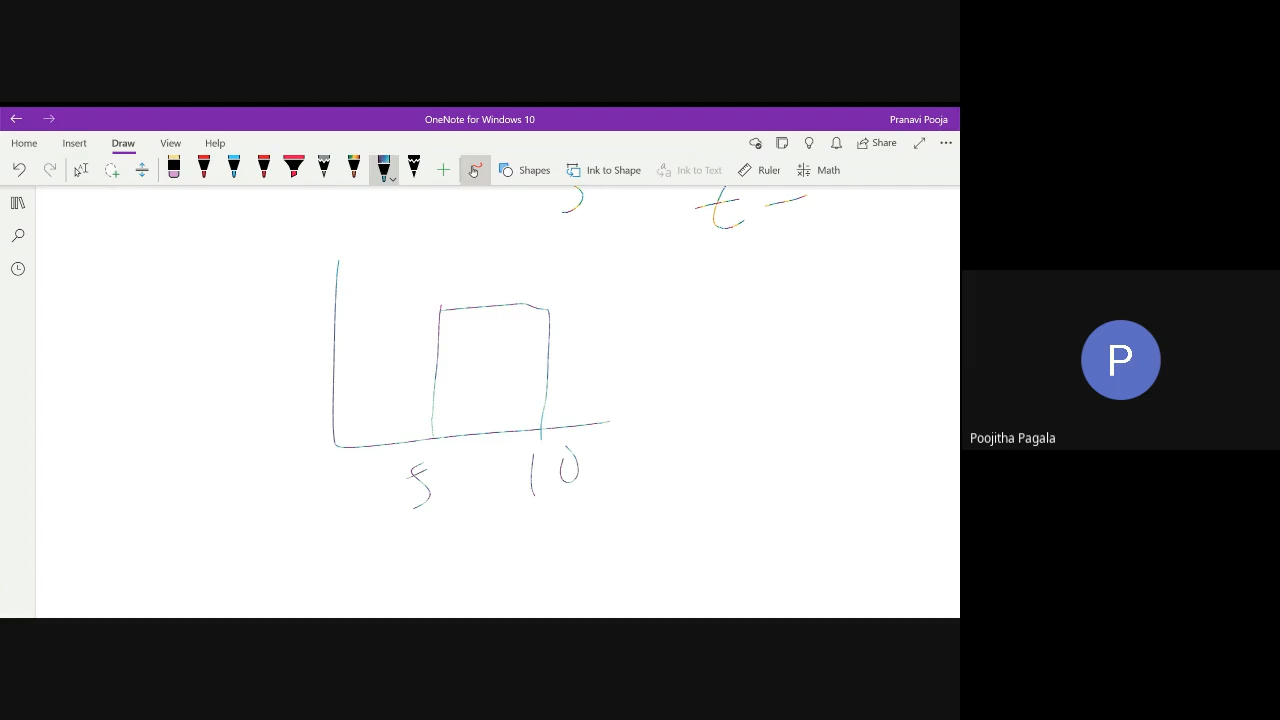 OneNote for Windows 10
Pranavi Pooja
Home Insert Draw View Help
Share
Shapes Ink to Shape Ink to Text Ruler Math
t -
5 10
P
Poojitha Pagala